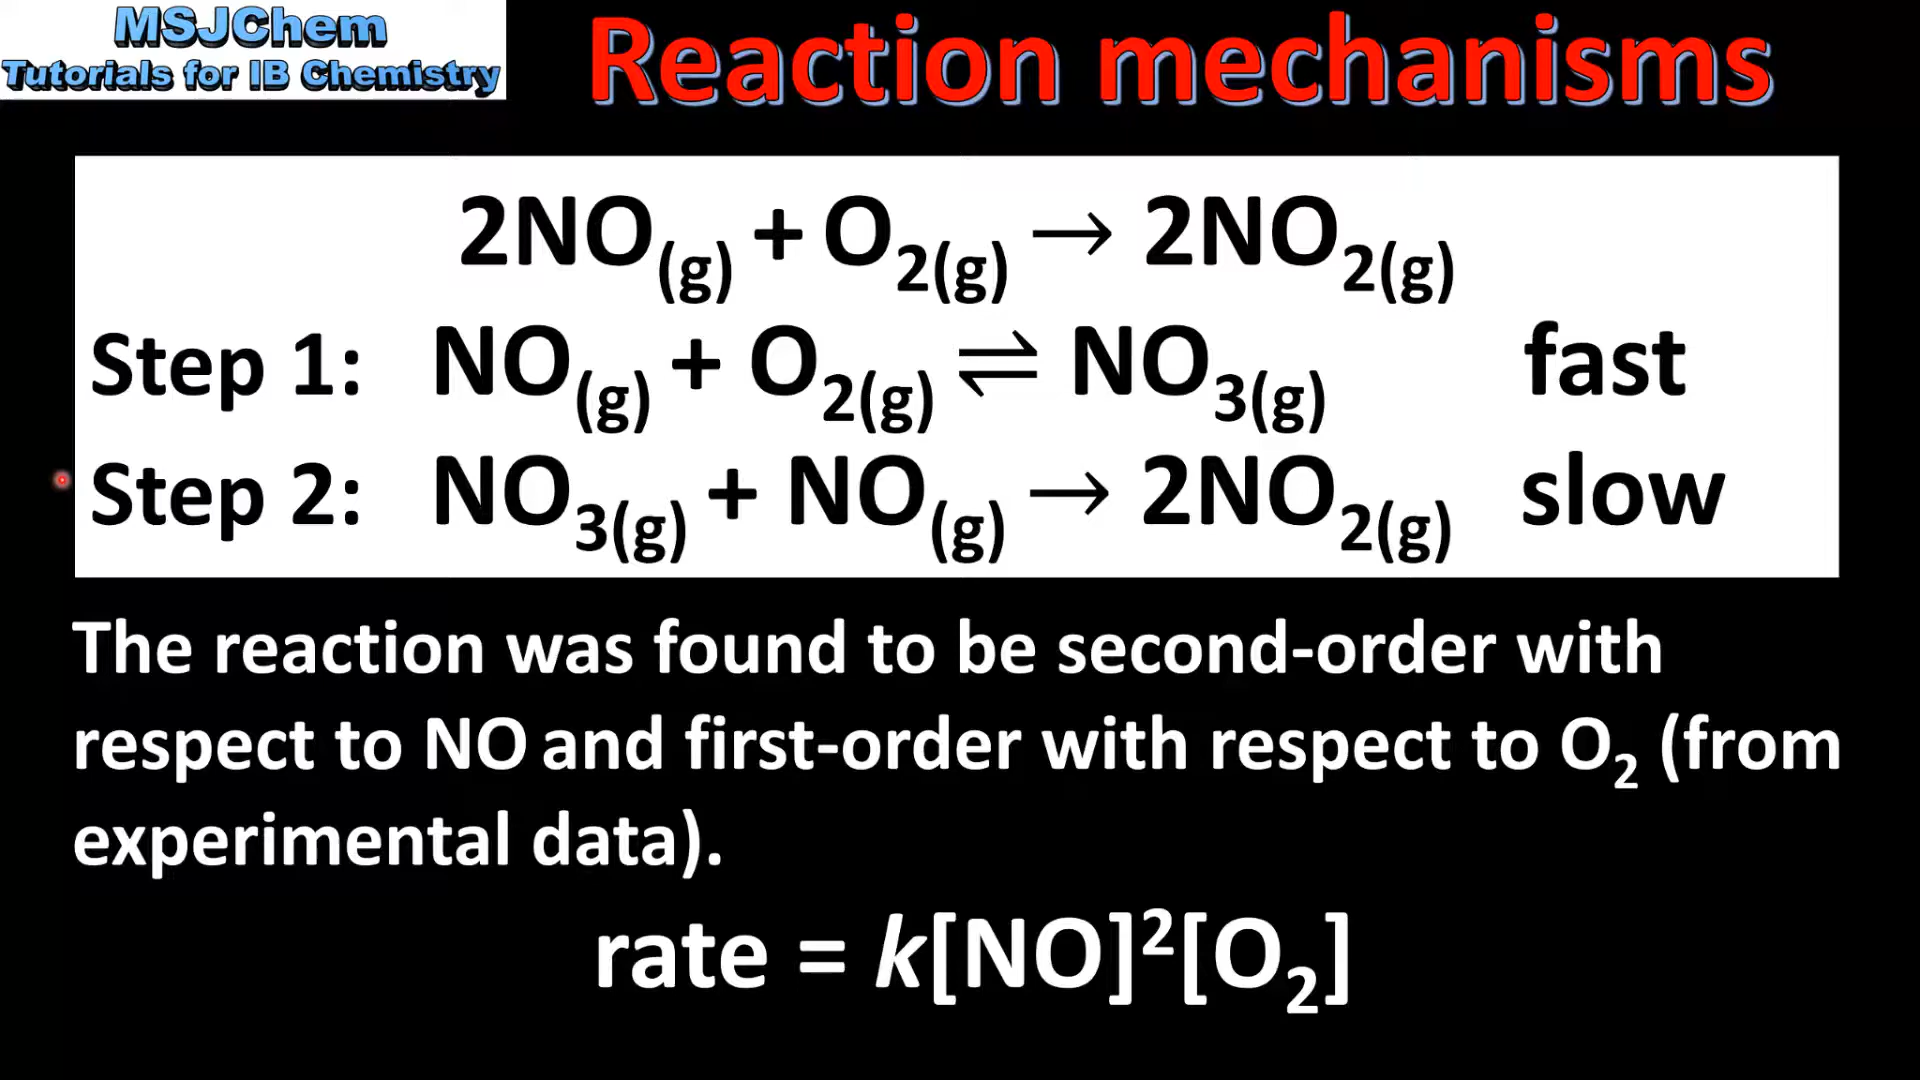 MSJChem
Tutorials for IB Chemistry
Reaction mechanisms
2NO(g) + O₂(g) → 2NO₂(g)
Step 1: NO(g) + O₂(g) ⇌ NO₃(g) fast
Step 2: NO₃(g) + NO(g) → 2NO₂(g) slow
The reaction was found to be second-order with
respect to NO and first-order with respect to O₂ (from
experimental data).
rate = k[NO]²[O₂]